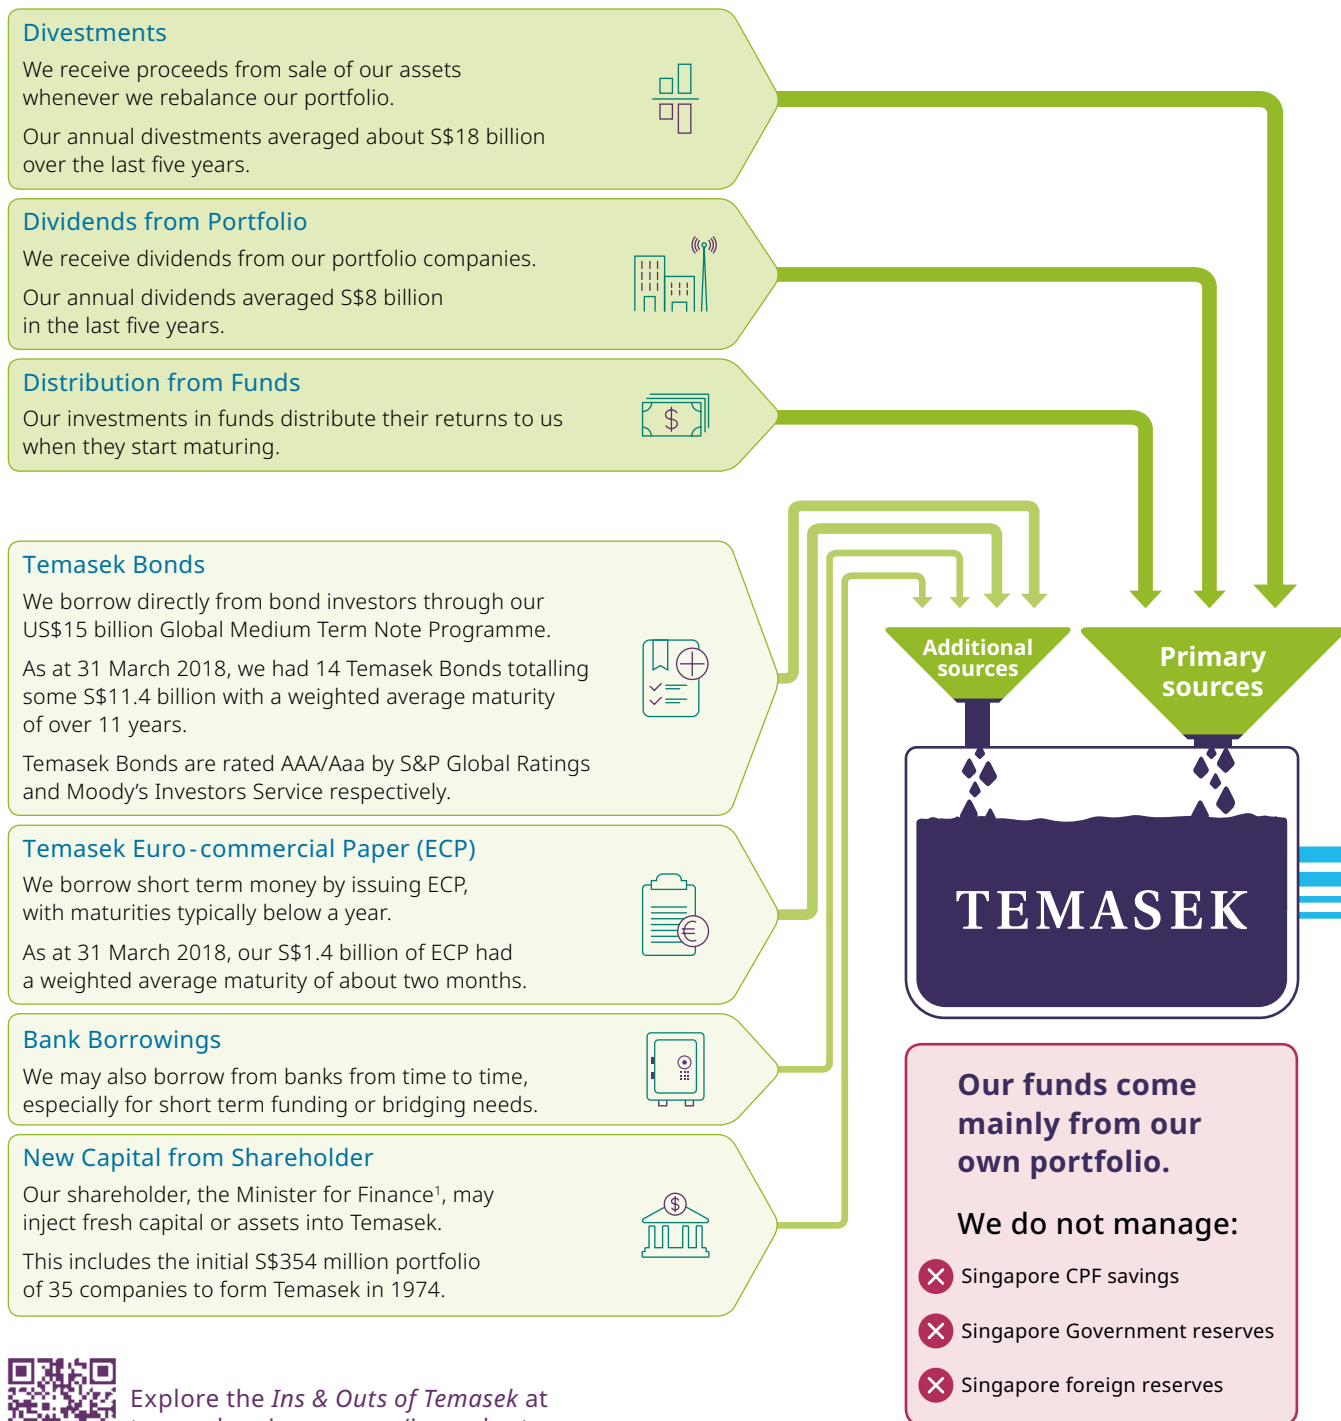 Divestments
We receive proceeds from sale of our assets
whenever we rebalance our portfolio.
Our annual divestments averaged about S$18 billion
over the last five years.
Dividends from Portfolio
We receive dividends from our portfolio companies.
Our annual dividends averaged S$8 billion
in the last five years.
Distribution from Funds
Our investments in funds distribute their returns to us
when they start maturing.
Temasek Bonds
We borrow directly from bond investors through our
US$15 billion Global Medium Term Note Programme.
As at 31 March 2018, we had 14 Temasek Bonds totalling
some S$11.4 billion with a weighted average maturity
of over 11 years.
Temasek Bonds are rated AAA/Aaa by S&P Global Ratings
and Moody’s Investors Service respectively.
Temasek Euro-commercial Paper (ECP)
We borrow short term money by issuing ECP,
with maturities typically below a year.
As at 31 March 2018, our S$1.4 billion of ECP had
a weighted average maturity of about two months.
Bank Borrowings
We may also borrow from banks from time to time,
especially for short term funding or bridging needs.
New Capital from Shareholder
Our shareholder, the Minister for Finance¹, may
inject fresh capital or assets into Temasek.
This includes the initial S$354 million portfolio
of 35 companies to form Temasek in 1974.
Explore the Ins & Outs of Temasek at
Additional
sources
Primary
sources
TEMASEK
Our funds come
mainly from our
own portfolio.
We do not manage:
Singapore CPF savings
Singapore Government reserves
Singapore foreign reserves